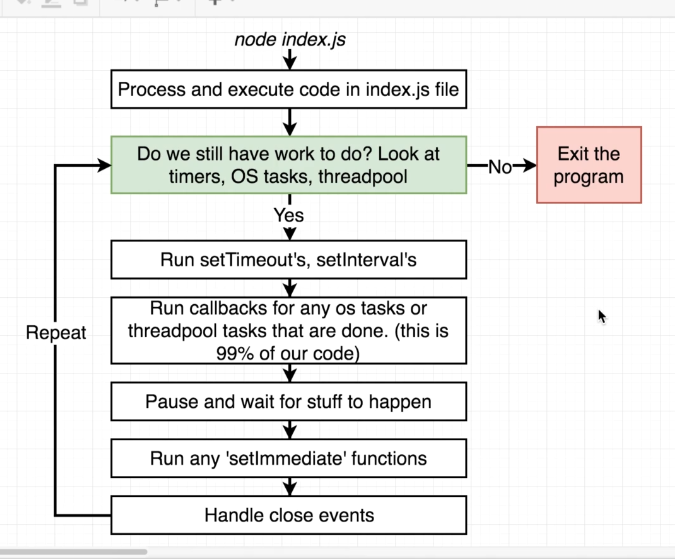 node index.js
Process and execute code in index.js file
Do we still have work to do? Look at
timers, OS tasks, threadpool
No
Exit the
program
Yes
Run setTimeout's, setInterval's
Run callbacks for any os tasks or
threadpool tasks that are done. (this is
99% of our code)
Repeat
Pause and wait for stuff to happen
Run any 'setImmediate' functions
Handle close events